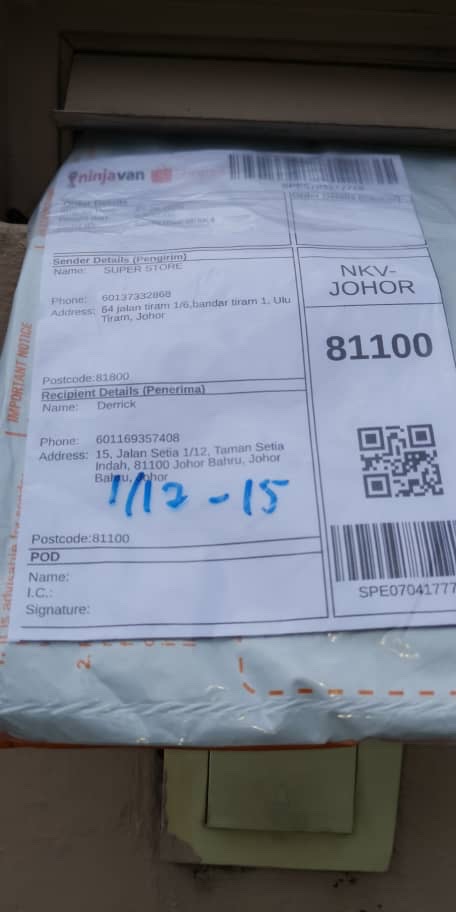 ninjavan
Order Details
Sender Details (Pengirim)
Name: SUPER STORE
Phone: 60137332868
Address: 64 jalan tiram 1/6,bandar tiram 1, Ulu
Tiram, Johor
Postcode:81800
Recipient Details (Penerima)
Name: Derrick
Phone: 601169357408
Address: 15, Jalan Setia 1/12, Taman Setia
Indah, 81100 Johor Bahru, Johor
Bahru, Johor
1/12 - 15
Postcode:81100
POD
Name:
I.C.:
Signature:
NKV-
JOHOR
81100
SPE07041777
IMPORTANT NOTICE
2.